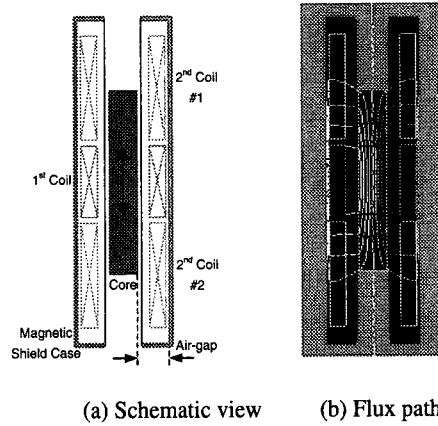 2nd Coil
#1
1st Coil
2nd Coil
#2
Core
Magnetic
Shield Case
Air-gap
(a) Schematic view
(b) Flux path